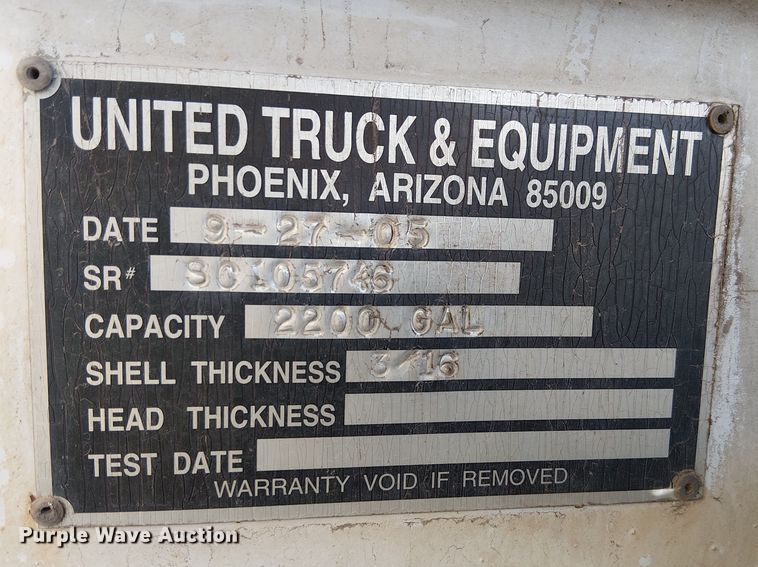 UNITED TRUCK & EQUIPMENT
PHOENIX, ARIZONA 85009
DATE 9-27-05
SR# SC105746
CAPACITY 2200 GAL
SHELL THICKNESS 3/16
HEAD THICKNESS
TEST DATE
WARRANTY VOID IF REMOVED
Purple Wave Auction